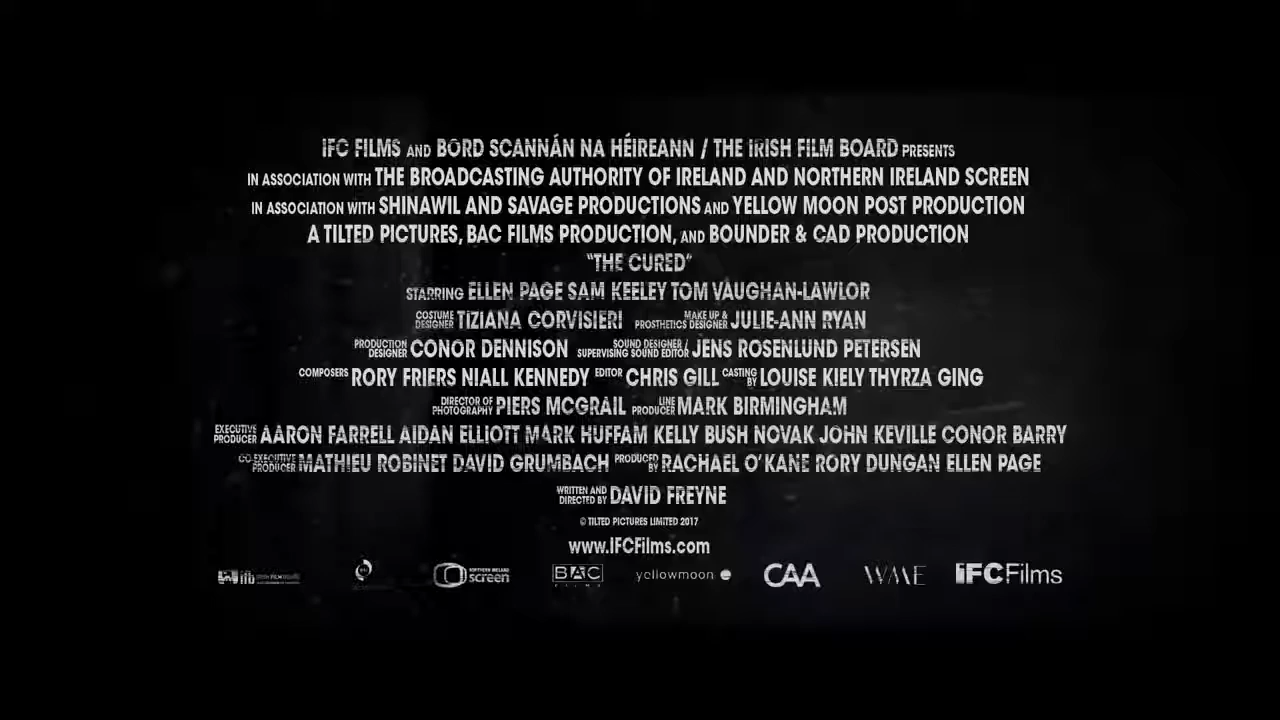 IFC FILMS AND BORD SCANNÁN NA HÉIREANN / THE IRISH FILM BOARD PRESENTS
IN ASSOCIATION WITH THE BROADCASTING AUTHORITY OF IRELAND AND NORTHERN IRELAND SCREEN
IN ASSOCIATION WITH SHINAWIL AND SAVAGE PRODUCTIONS AND YELLOW MOON POST PRODUCTION
A TILTED PICTURES, BAC FILMS PRODUCTION, AND BOUNDER & CAD PRODUCTION
"THE CURED"
STARRING ELLEN PAGE SAM KEELEY TOM VAUGHAN-LAWLOR
COSTUME DESIGNER TIZIANA CORVISIERI MAKE UP & PROSTHETICS DESIGNER JULIE-ANN RYAN
PRODUCTION DESIGNER CONOR DENNISON SOUND DESIGNER / SUPERVISING SOUND EDITOR JENS ROSENLUND PETERSEN
COMPOSERS RORY FRIERS NIALL KENNEDY EDITOR CHRIS GILL CASTING BY LOUISE KIELY THYRZA GING
DIRECTOR OF PHOTOGRAPHY PIERS MCGRAIL LINE PRODUCER MARK BIRMINGHAM
EXECUTIVE PRODUCER AARON FARRELL AIDAN ELLIOTT MARK HUFFAM KELLY BUSH NOVAK JOHN KEVILLE CONOR BARRY
CO-EXECUTIVE PRODUCER MATHIEU ROBINET DAVID GRUMBACH PRODUCED BY RACHAEL O'KANE RORY DUNGAN ELLEN PAGE
WRITTEN AND DIRECTED BY DAVID FREYNE
© TILTED PICTURES LIMITED 2017
www.IFCFilms.com
ifb NORTHERN IRELAND screen BAC FILMS yellowmoon CAA WME IFCFilms